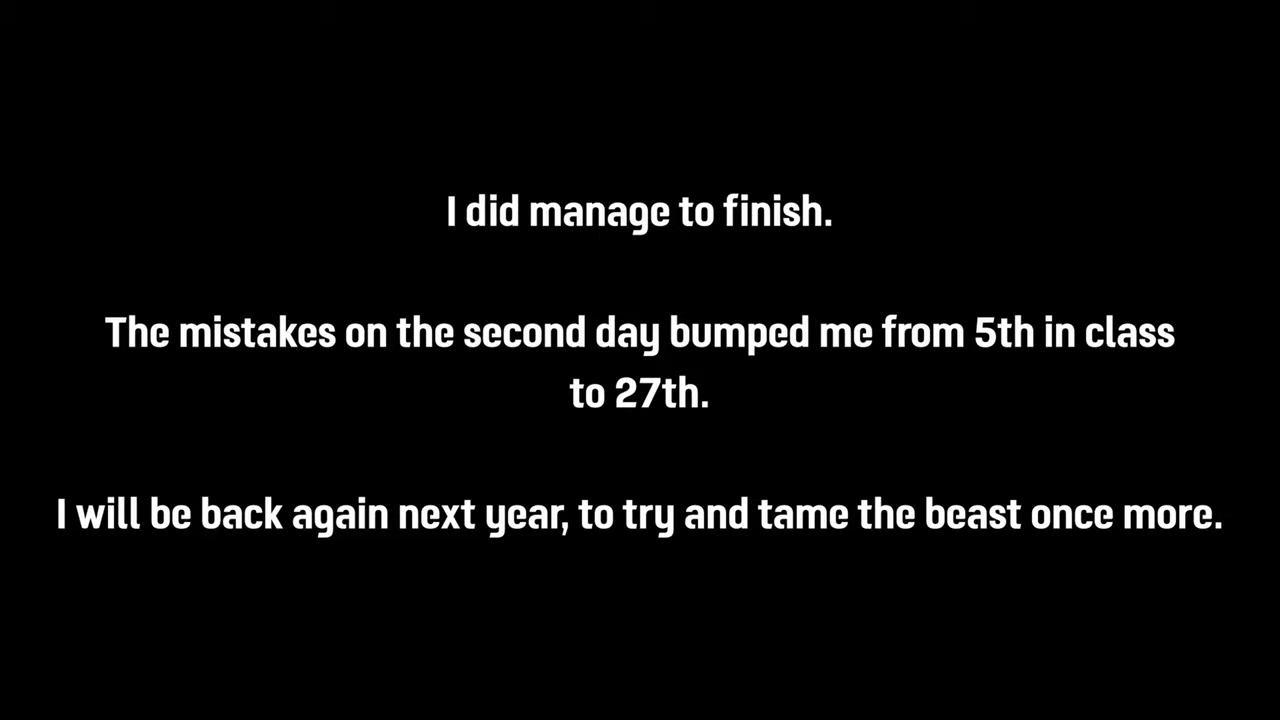 I did manage to finish.
The mistakes on the second day bumped me from 5th in class
to 27th.
I will be back again next year, to try and tame the beast once more.